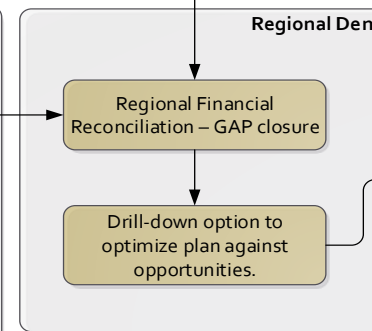 Regional Den
Regional Financial
Reconciliation – GAP closure
Drill-down option to
optimize plan against
opportunities.